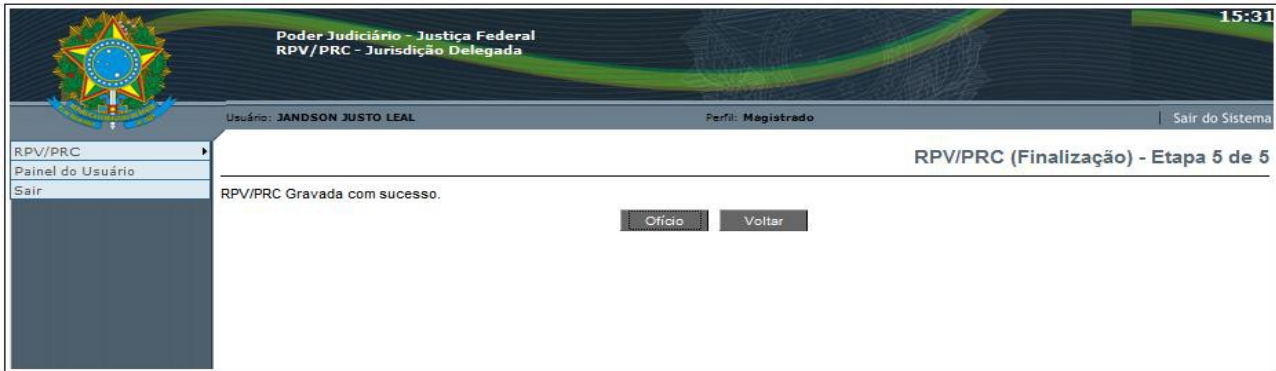 15:31
Poder Judiciário - Justiça Federal
RPV/PRC - Jurisdição Delegada
Usuário: JANDSON JUSTO LEAL Perfil: Magistrado | Sair do Sistema
RPV/PRC
Painel do Usuário
Sair
RPV/PRC (Finalização) - Etapa 5 de 5
RPV/PRC Gravada com sucesso.
Ofício Voltar